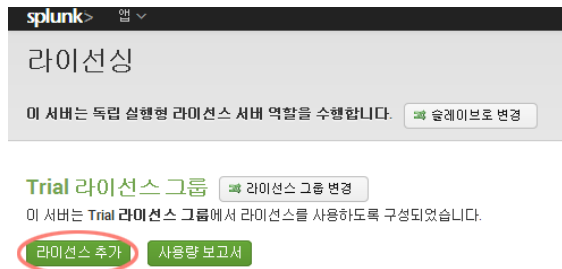 splunk> 앱
라이선싱
이 서버는 독립 실행형 라이선스 서버 역할을 수행합니다. 슬레이브로 변경
Trial 라이선스 그룹 라이선스 그룹 변경
이 서버는 Trial 라이선스 그룹에서 라이선스를 사용하도록 구성되었습니다.
라이선스 추가 사용량 보고서